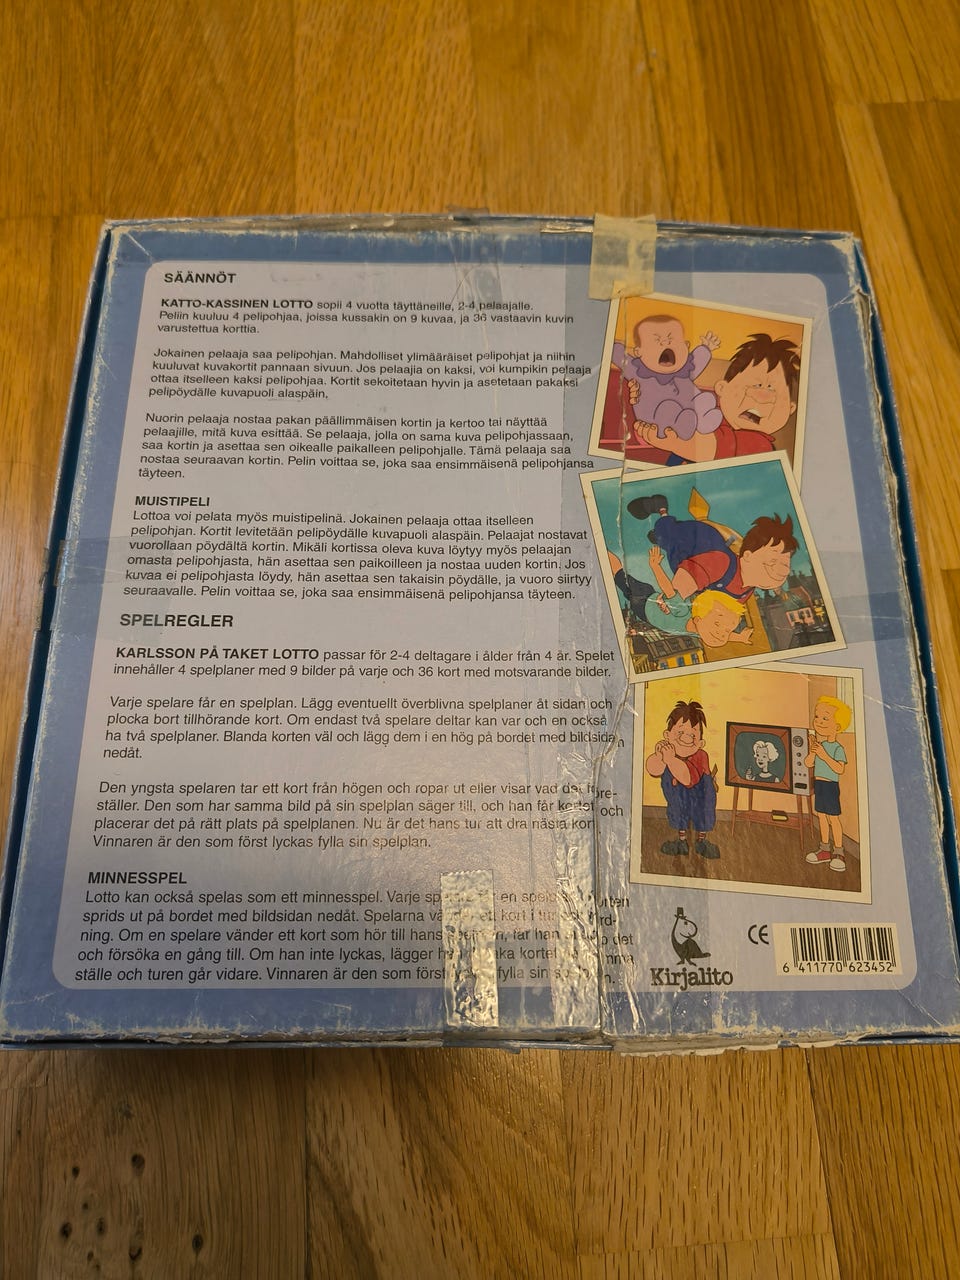 SÄÄNNÖT
KATTO-KASSINEN LOTTO sopii 4 vuotta täyttäneille, 2-4 pelaajalle.
Peliin kuuluu 4 pelipohjaa, joissa kussakin on 9 kuvaa, ja 36 vastaavin kuvin
varustettua korttia.
Jokainen pelaaja saa pelipohjan. Mahdolliset ylimääräiset pelipohjat ja niihin
kuuluvat kuvakortit pannaan sivuun. Jos pelaajia on kaksi, voi kumpikin pelaaja
ottaa itselleen kaksi pelipohjaa. Kortit sekoitetaan hyvin ja asetetaan pakaksi
pelipöydälle kuvapuoli alaspäin,
Nuorin pelaaja nostaa pakan päällimmäisen kortin ja kertoo tai näyttää
pelaajille, mitä kuva esittää. Se pelaaja, jolla on sama kuva pelipohjassaan,
saa kortin ja asettaa sen oikealle paikalleen pelipohjalle. Tämä pelaaja saa
nostaa seuraavan kortin. Pelin voittaa se, joka saa ensimmäisenä pelipohjansa
täyteen.
MUISTIPELI
Lottoa voi pelata myös muistipelinä. Jokainen pelaaja ottaa itselleen
pelipohjan. Kortit levitetään pelipöydälle kuvapuoli alaspäin. Pelaajat nostavat
vuorollaan pöydältä kortin. Mikäli kortissa oleva kuva löytyy myös pelaajan
omasta pelipohjasta, hän asettaa sen paikoilleen ja nostaa uuden kortin. Jos
kuvaa ei pelipohjasta löydy, hän asettaa sen takaisin pöydälle, ja vuoro siirtyy
seuraavalle. Pelin voittaa se, joka saa ensimmäisenä pelipohjansa täyteen.
SPELREGLER
KARLSSON PÅ TAKET LOTTO passar för 2-4 deltagare i ålder från 4 år. Spelet
innehåller 4 spelplaner med 9 bilder på varje och 36 kort med motsvarande bilder.
Varje spelare får en spelplan. Lägg eventuellt överblivna spelplaner åt sidan och
plocka bort tillhörande kort. Om endast två spelare deltar kan var och en också
ha två spelplaner. Blanda korten väl och lägg dem i en hög på bordet med bildsidan
nedåt.
Den yngsta spelaren tar ett kort från högen och ropar ut eller visar vad det före-
ställer. Den som har samma bild på sin spelplan säger till, och han får kortet och
placerar det på rätt plats på spelplanen. Nu är det hans tur att dra nästa kort.
Vinnaren är den som först lyckas fylla sin spelplan.
MINNESSPEL
Lotto kan också spelas som ett minnesspel. Varje en korten
sprids ut på bordet med bildsidan nedåt. Spelarna vänder ett kort i tur och ord-
ning. Om en spelare vänder ett kort som hör till hans spelplan, får han det
och försöka en gång till. Om han inte lyckas, lägger han kortet samma
ställe och turen går vidare. Vinnaren är den som först fylla sin
Kirjalito
CE
6 411770 623452